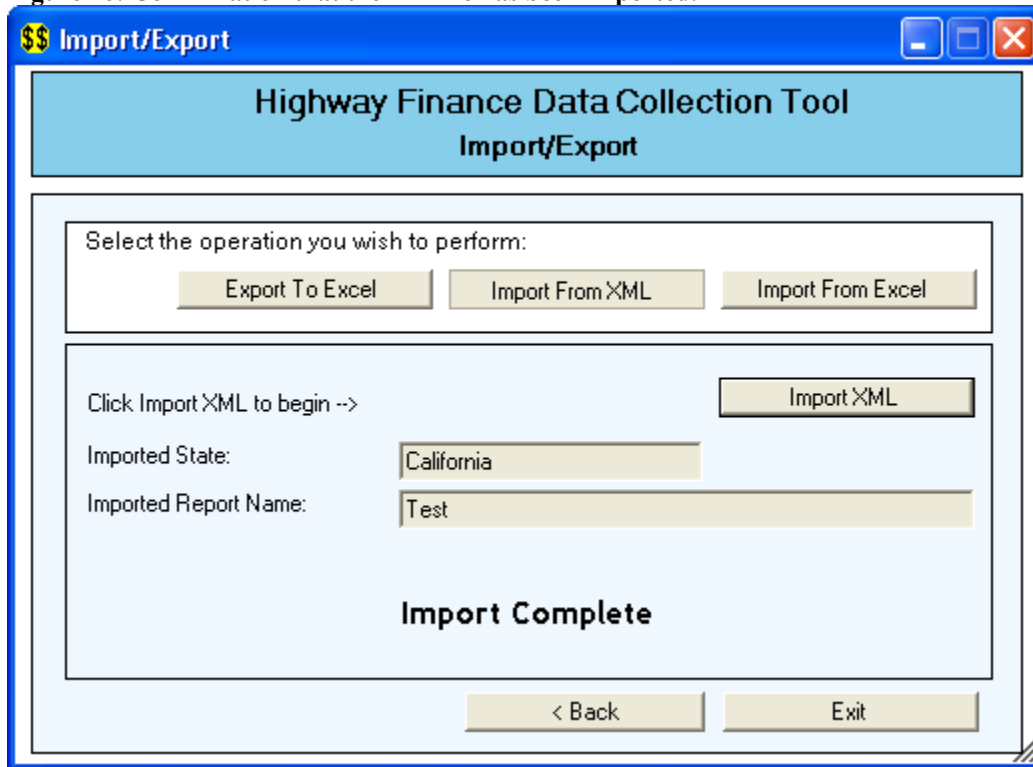 $$ Import/Export
Highway Finance Data Collection Tool
Import/Export
Select the operation you wish to perform:
Export To Excel Import From XML Import From Excel
Click Import XML to begin --> Import XML
Imported State: California
Imported Report Name: Test
Import Complete
< Back Exit